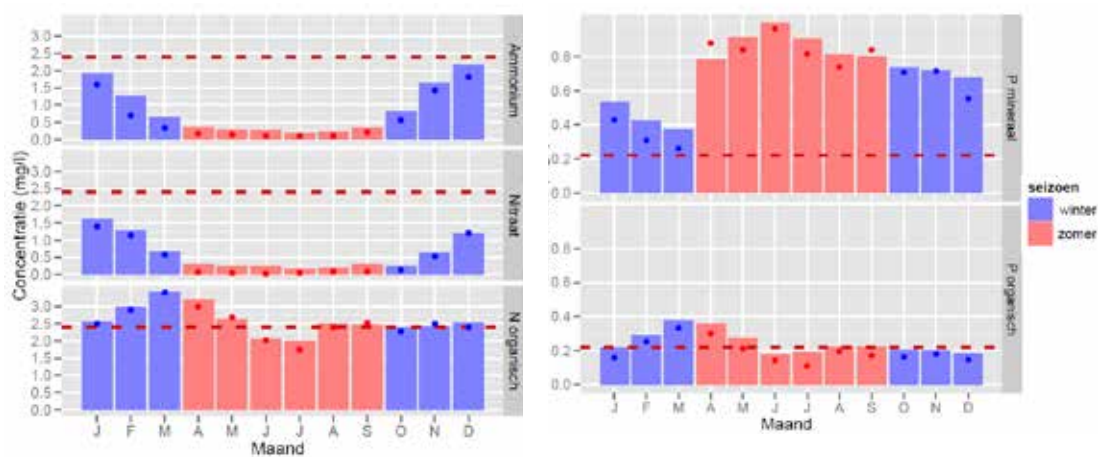 Concentratie (mg/l)
3.0
2.5
2.0
1.5
1.0
0.5
0.0
Ammonium
3.0
2.5
2.0
1.5
1.0
0.5
0.0
Nitraat
3.0
2.5
2.0
1.5
1.0
0.5
0.0
N organisch
J F M A M J J A S O N D
Maand
0.8
0.6
0.4
0.2
0.0
P mineraal
0.8
0.6
0.4
0.2
0.0
P organisch
J F M A M J J A S O N D
Maand
seizoen
winter
zomer